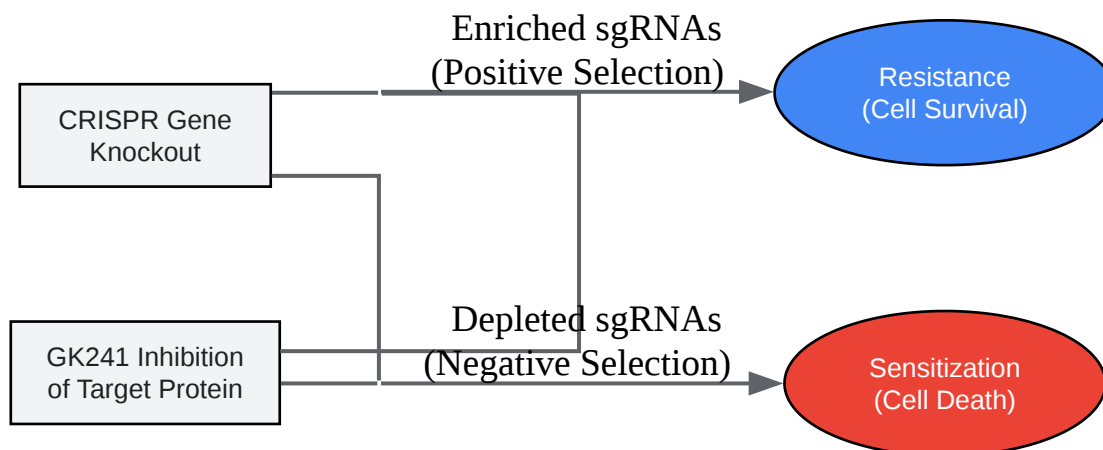 Enriched sgRNAs
(Positive Selection)
Resistance
(Cell Survival)
CRISPR Gene
Knockout
Depleted sgRNAs
(Negative Selection)
GK241 Inhibition
of Target Protein
Sensitization
(Cell Death)